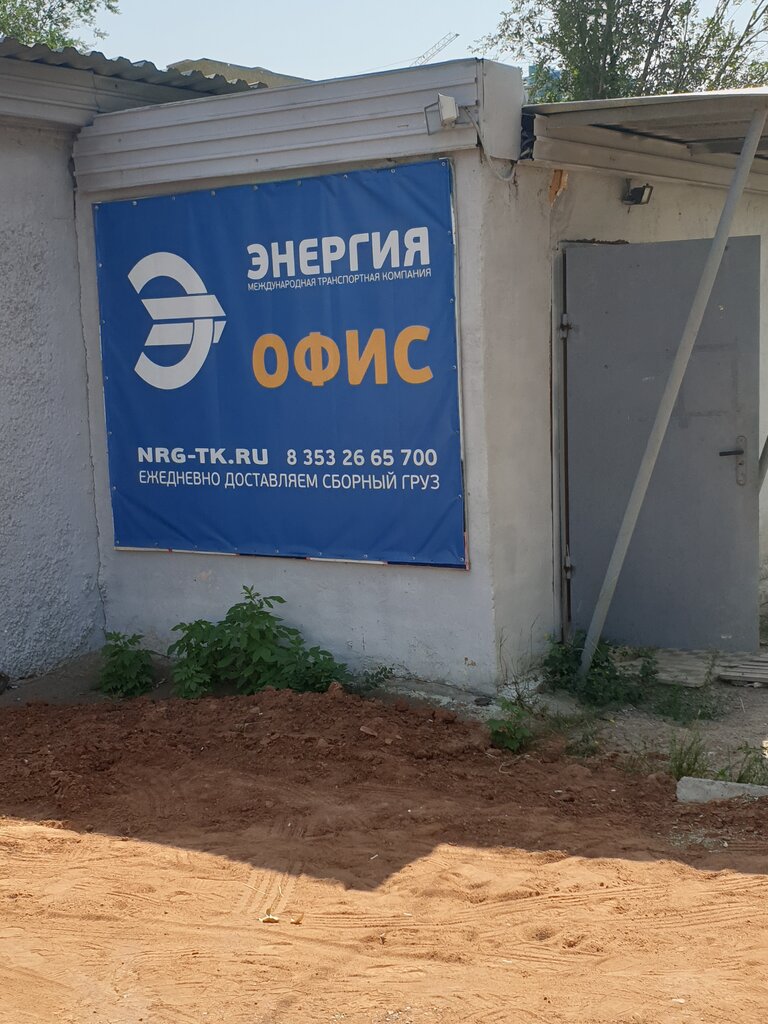 ЭНЕРГИЯ
МЕЖДУНАРОДНАЯ ТРАНСПОРТНАЯ КОМПАНИЯ
ОФИС
NRG-TK.RU 8 353 26 65 700
ЕЖЕДНЕВНО ДОСТАВЛЯЕМ СБОРНЫЙ ГРУЗ